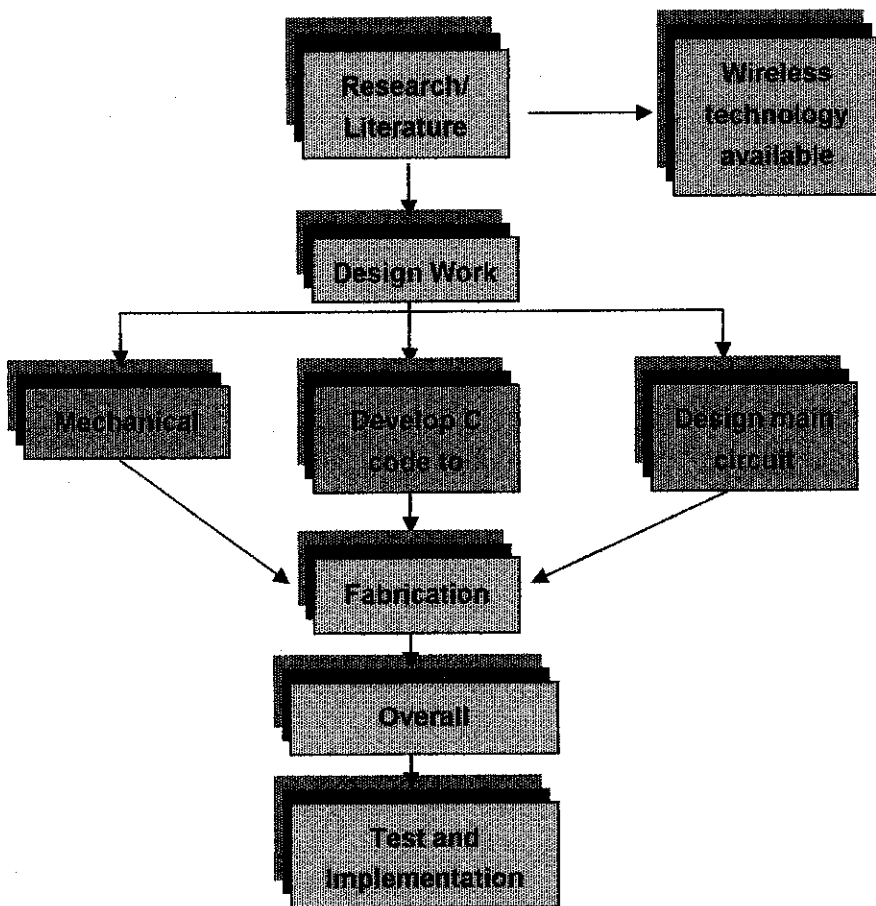 Research/
Literature
Wireless
technology
available
Design Work
Mechanical
Develop C
code to
Design main
circuit
Fabrication
Overall
Test and
Implementation